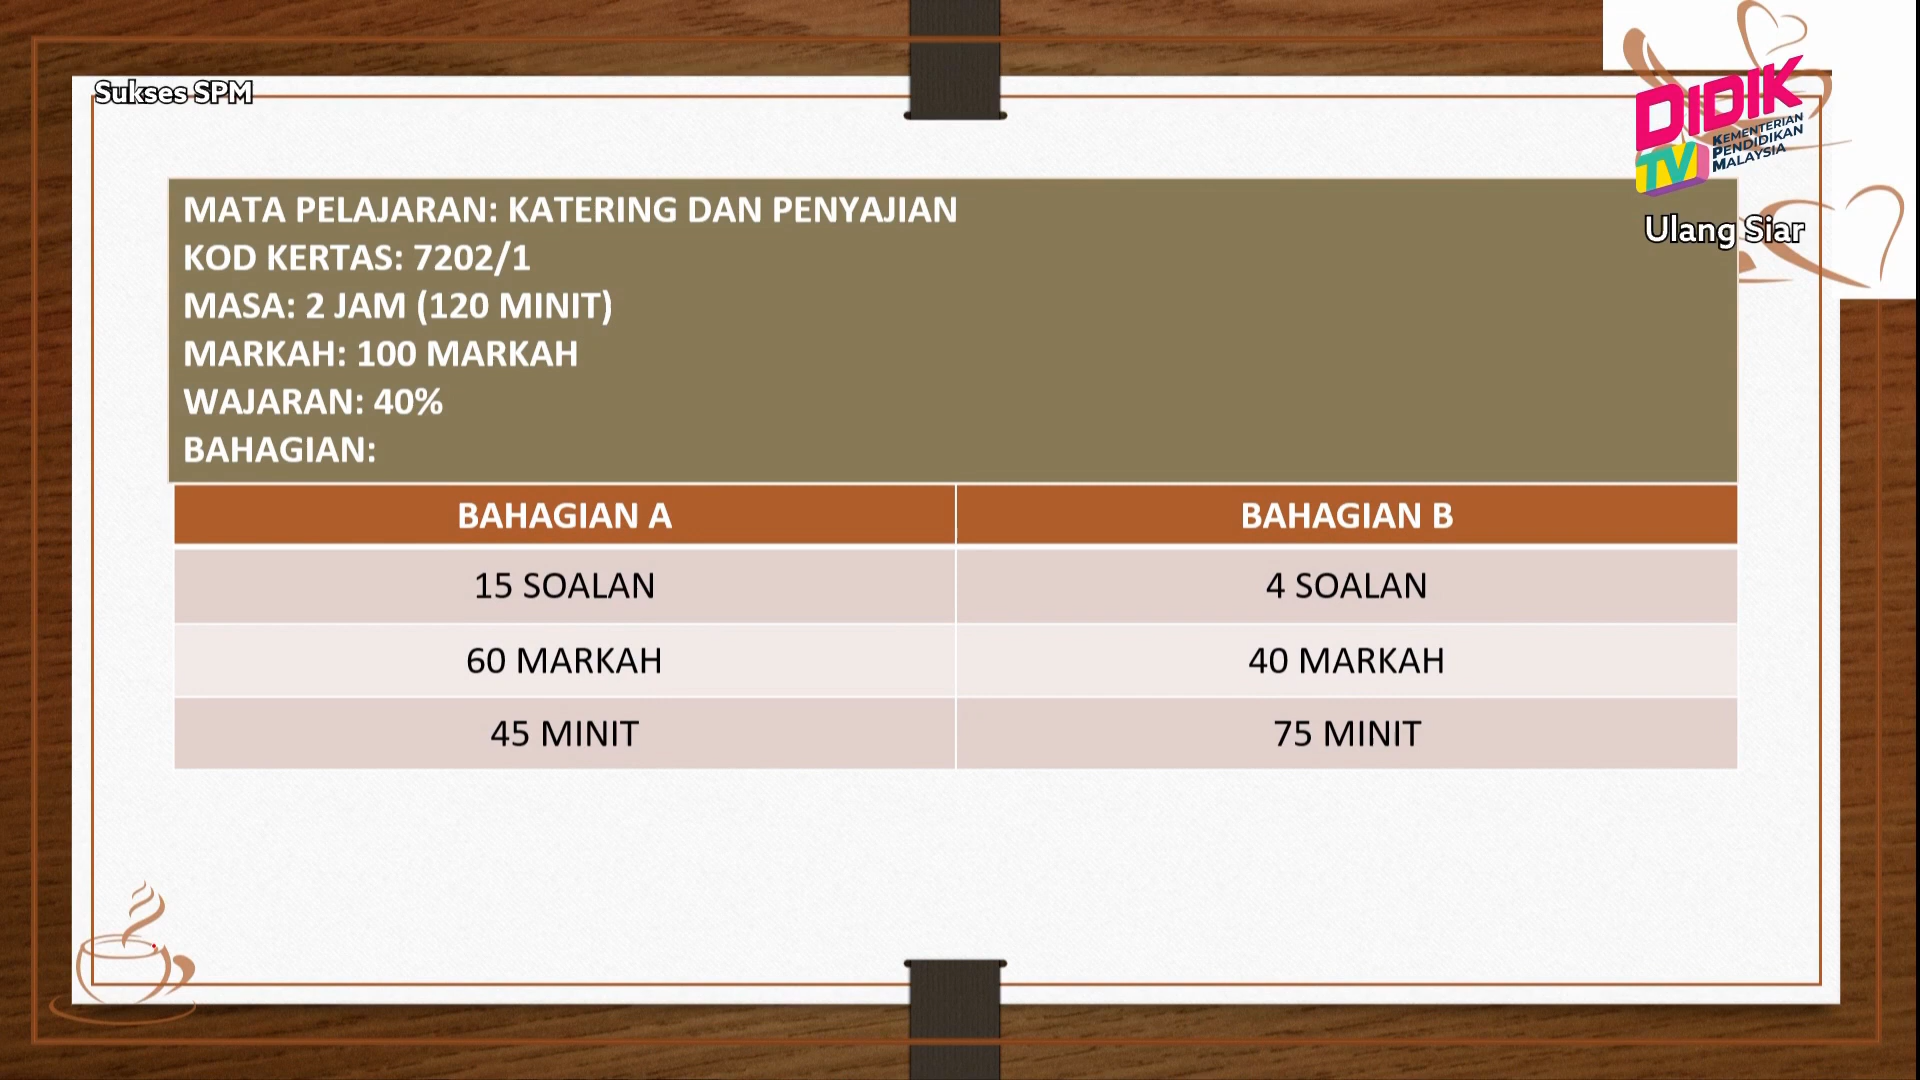 Sukses SPM
DIDIK
TV
KEMENTERIAN
PENDIDIKAN
MALAYSIA
Ulang Siar
MATA PELAJARAN: KATERING DAN PENYAJIAN
KOD KERTAS: 7202/1
MASA: 2 JAM (120 MINIT)
MARKAH: 100 MARKAH
WAJARAN: 40%
BAHAGIAN:
BAHAGIAN A
BAHAGIAN B
15 SOALAN
4 SOALAN
60 MARKAH
40 MARKAH
45 MINIT
75 MINIT